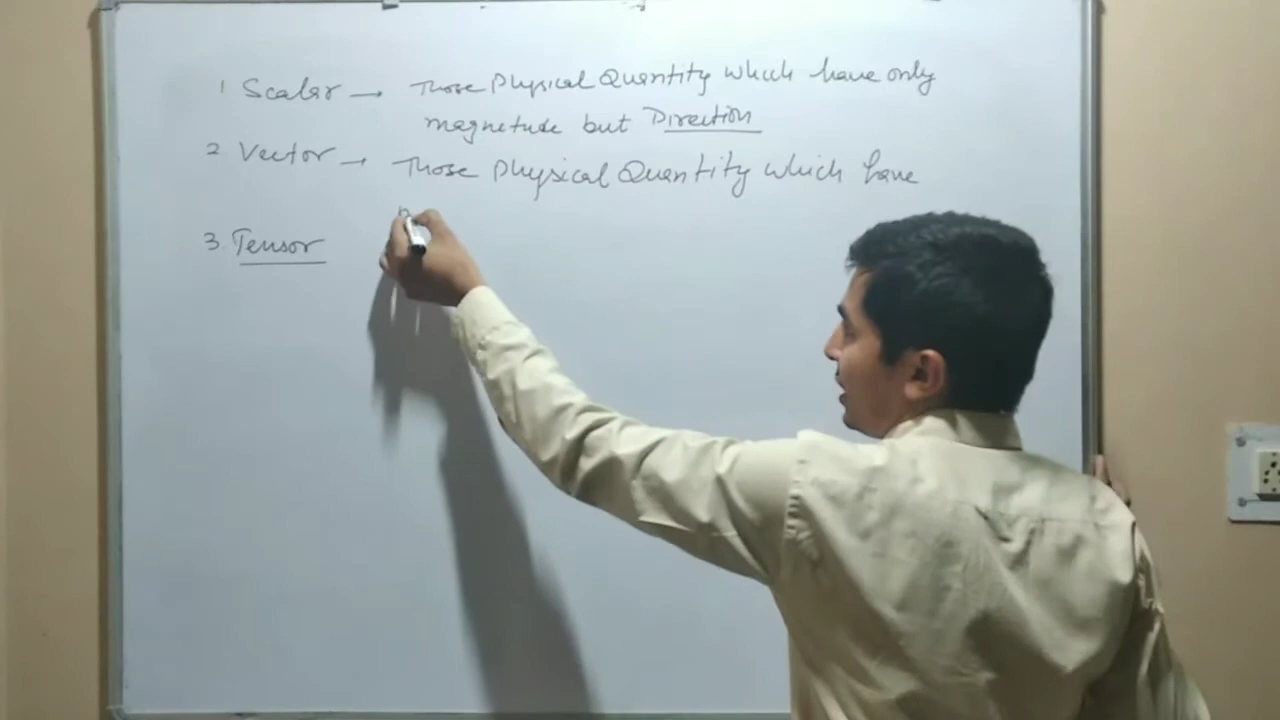 1 Scalar → Those Physical Quantity which have only
magnetude but Direction
2 Vector → Those Physical Quantity which have
3. Tensor